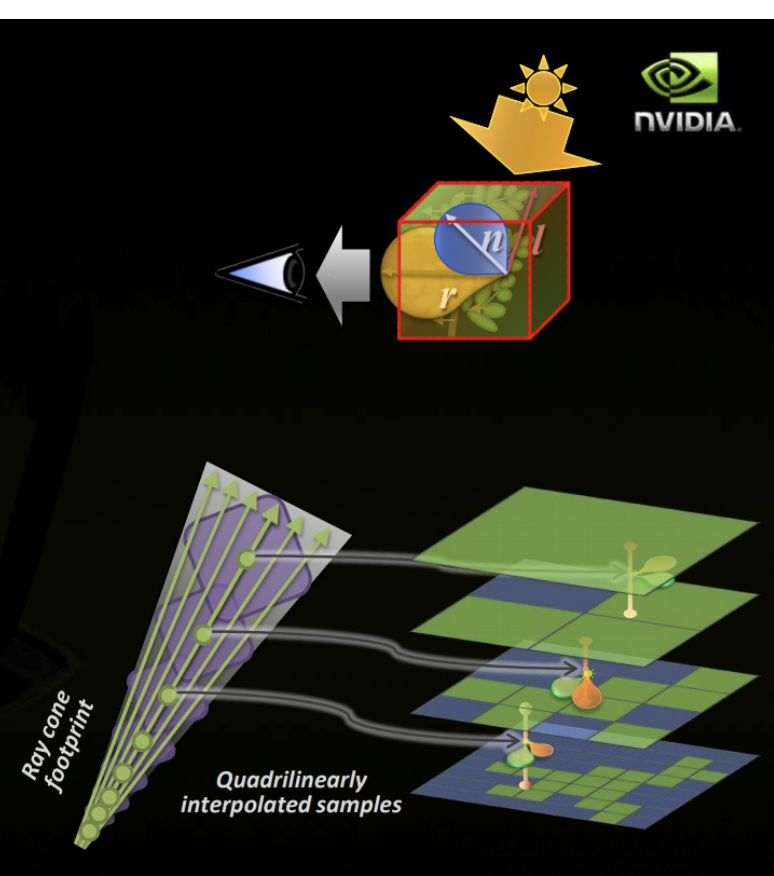 NVIDIA.
n
l
r
Ray cone
footprint
Quadrilinearly
interpolated samples